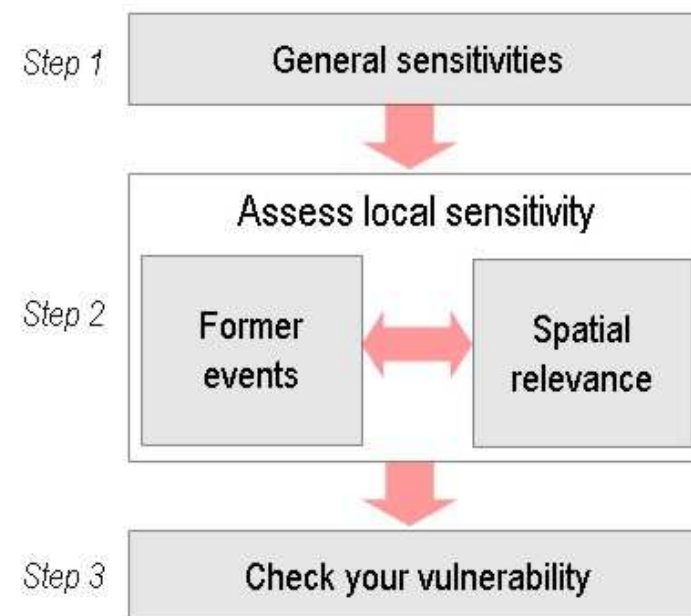 Step 1
General sensitivities
Assess local sensitivity
Step 2
Former
events
Spatial
relevance
Step 3
Check your vulnerability